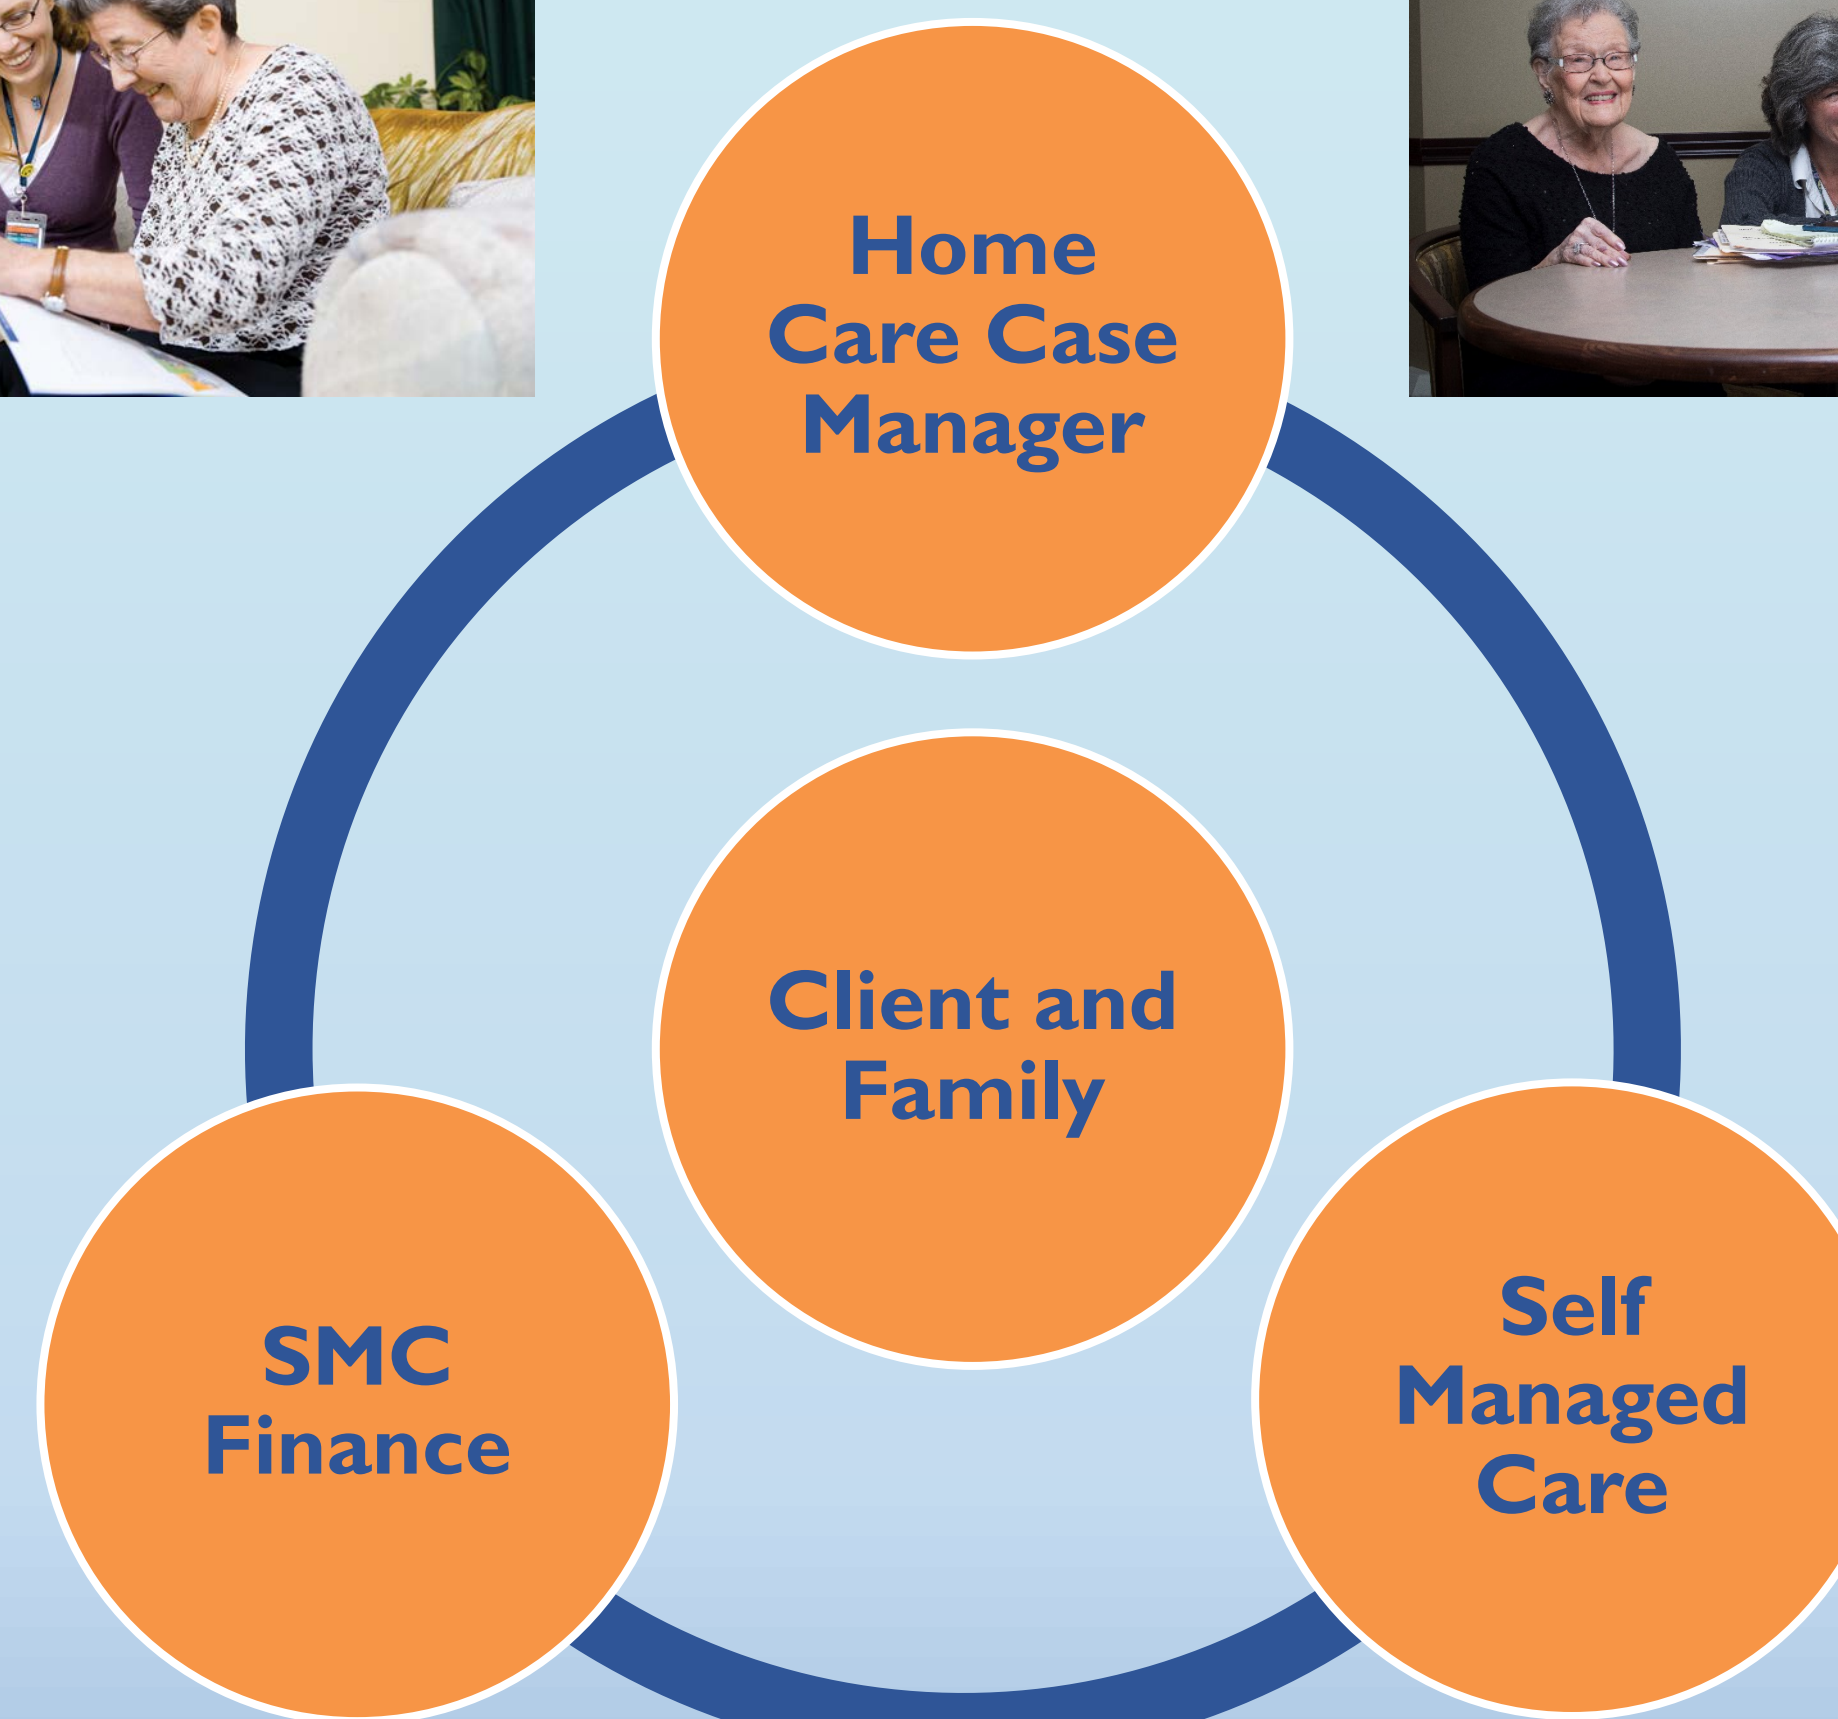 Home
Care Case
Manager
Client and
Family
SMC
Finance
Self
Managed
Care